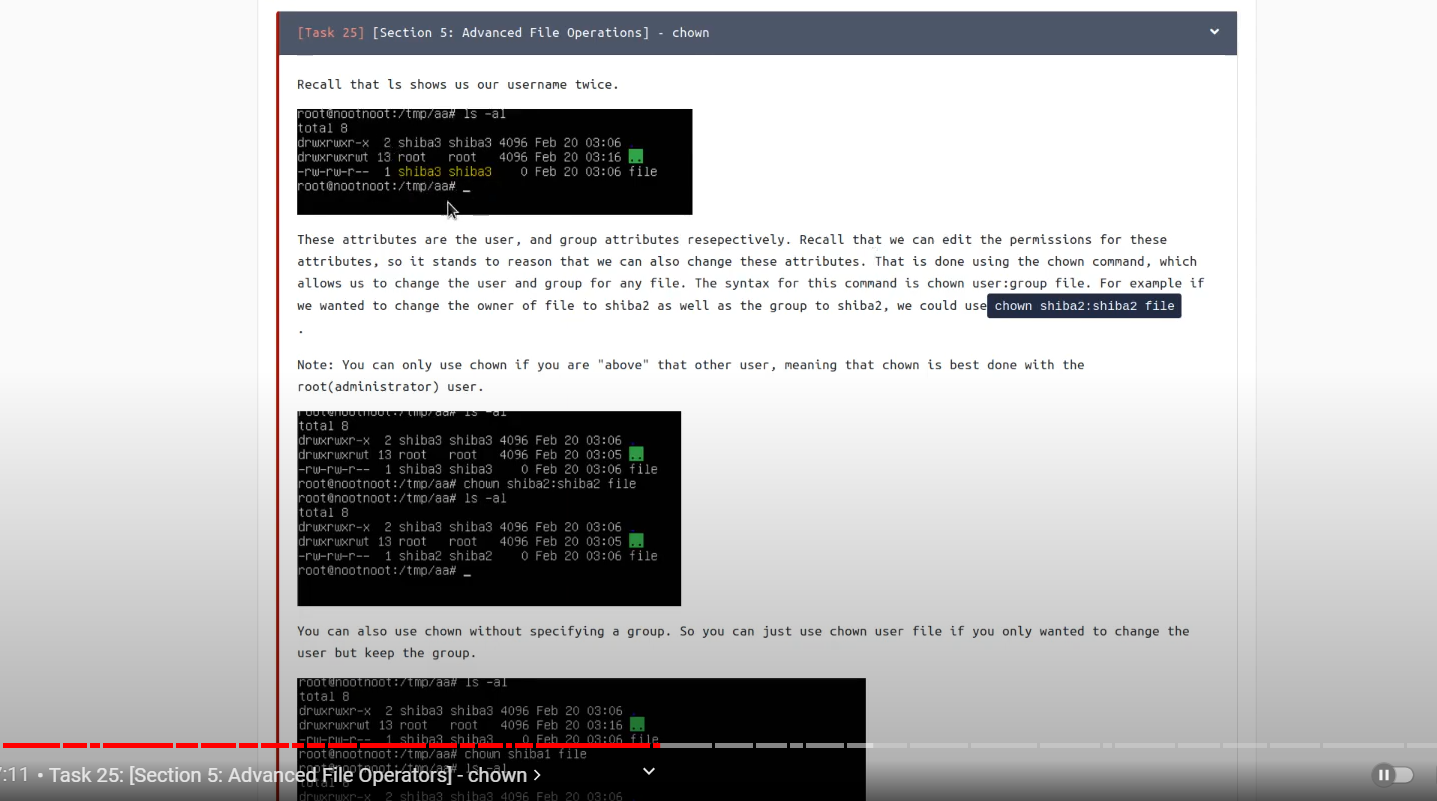 [Task 25] [Section 5: Advanced File Operations] - chown
Recall that ls shows us our username twice.
root@nootnoot:/tmp/aa# ls -al
total 8
drwxrwxr-x  2 shiba3 shiba3 4096 Feb 20 03:06 .
drwxrwxrwt 13 root   root   4096 Feb 20 03:16 ..
-rw-rw-r--  1 shiba3 shiba3    0 Feb 20 03:06 file
root@nootnoot:/tmp/aa# _
These attributes are the user, and group attributes resepectively. Recall that we can edit the permissions for these
attributes, so it stands to reason that we can also change these attributes. That is done using the chown command, which
allows us to change the user and group for any file. The syntax for this command is chown user:group file. For example if
we wanted to change the owner of file to shiba2 as well as the group to shiba2, we could use chown shiba2:shiba2 file
.
Note: You can only use chown if you are "above" that other user, meaning that chown is best done with the
root(administrator) user.
root@nootnoot:/tmp/aa# ls -al
total 8
drwxrwxr-x  2 shiba3 shiba3 4096 Feb 20 03:06 .
drwxrwxrwt 13 root   root   4096 Feb 20 03:05 ..
-rw-rw-r--  1 shiba3 shiba3    0 Feb 20 03:06 file
root@nootnoot:/tmp/aa# chown shiba2:shiba2 file
root@nootnoot:/tmp/aa# ls -al
total 8
drwxrwxr-x  2 shiba3 shiba3 4096 Feb 20 03:06 .
drwxrwxrwt 13 root   root   4096 Feb 20 03:05 ..
-rw-rw-r--  1 shiba2 shiba2    0 Feb 20 03:06 file
root@nootnoot:/tmp/aa# _
You can also use chown without specifying a group. So you can just use chown user file if you only wanted to change the
user but keep the group.
root@nootnoot:/tmp/aa# ls -al
total 8
drwxrwxr-x  2 shiba3 shiba3 4096 Feb 20 03:06 .
drwxrwxrwt 13 root   root   4096 Feb 20 03:16 ..
-rw-rw-r--  1 shiba3 shiba3    0 Feb 20 03:06 file
root@nootnoot:/tmp/aa# chown shiba1 file
root@nootnoot:/tmp/aa# ls -al
total 8
drwxrwxr-x  2 shiba3 shiba3 4096 Feb 20 03:06
:11 • Task 25: [Section 5: Advanced File Operators] - chown >